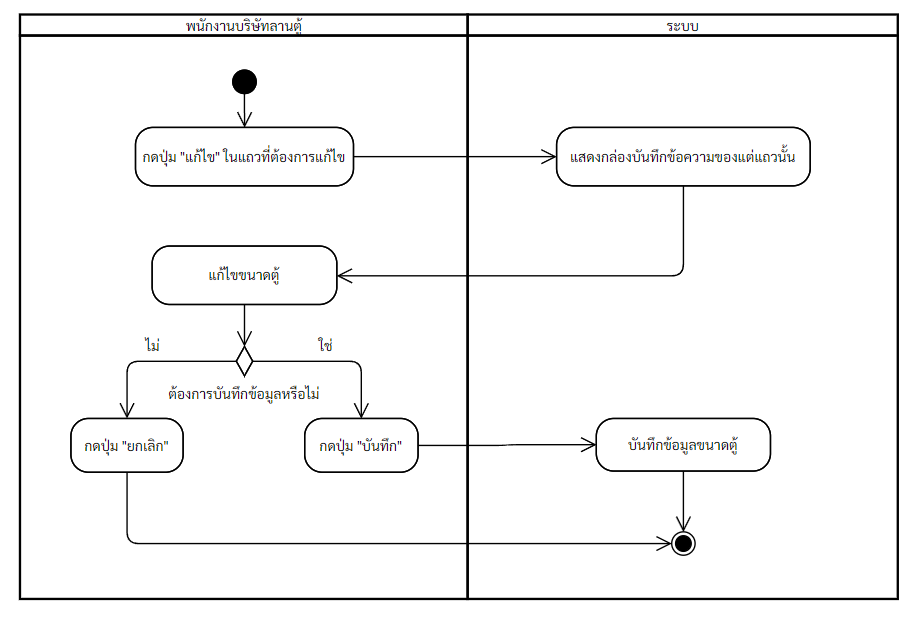 พนักงานบริษัทลานตู้
ระบบ
กดปุ่ม "แก้ไข" ในแถวที่ต้องการแก้ไข
แสดงกล่องบันทึกข้อความของแต่แถวนั้น
แก้ไขขนาดตู้
ไม่
ใช่
ต้องการบันทึกข้อมูลหรือไม่
กดปุ่ม "ยกเลิก"
กดปุ่ม "บันทึก"
บันทึกข้อมูลขนาดตู้